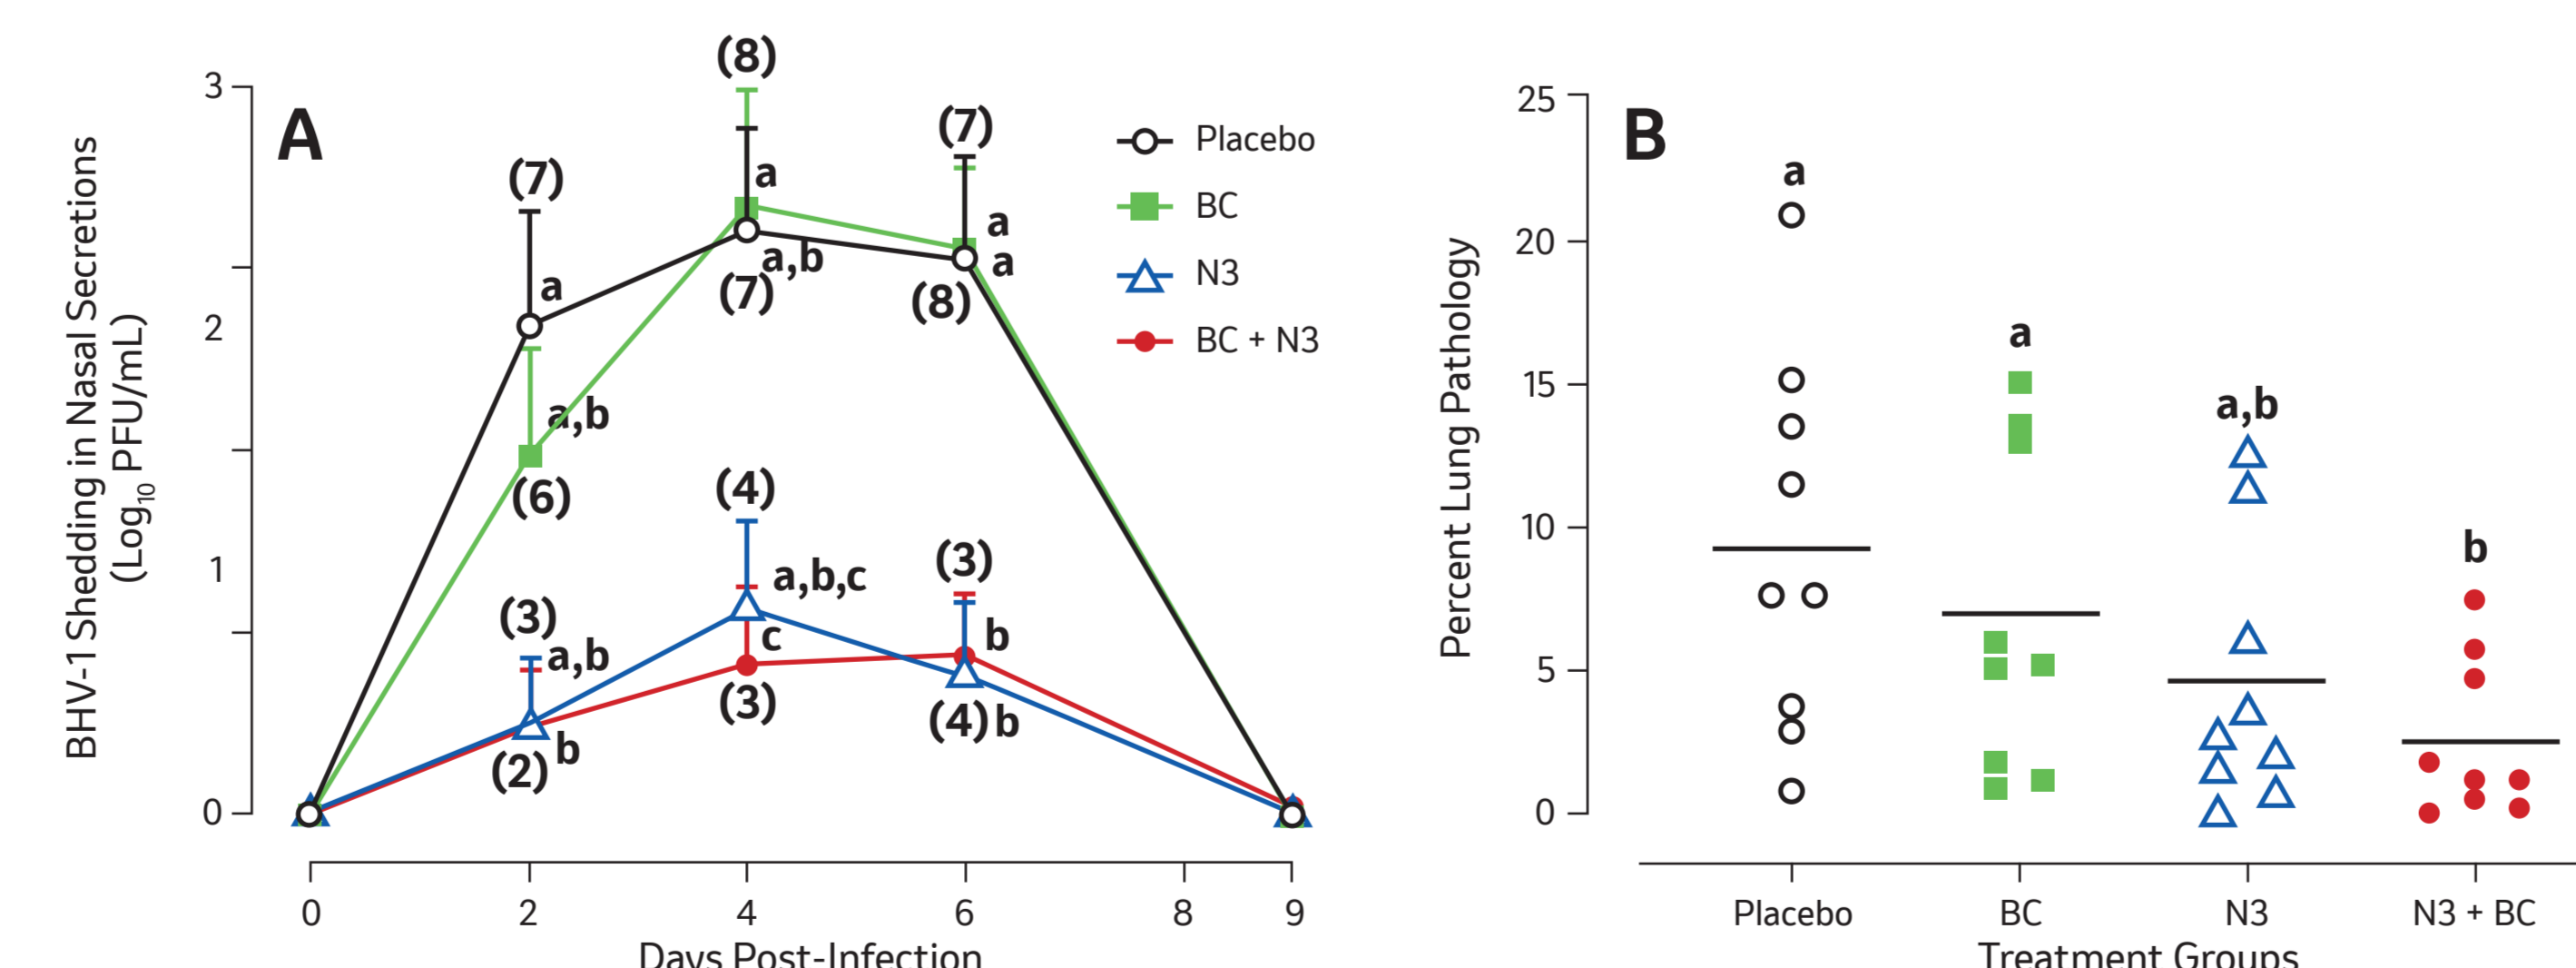 A
BHV-1 Shedding in Nasal Secretions
(Log10 PFU/mL)
3
2
1
0
(8)
(7)
(7)
a
a
a
a,b
a
(7)
(8)
a,b
(6)
(4)
(3)
(3)
a,b,c
a,b
c
b
b
(2)
(3)
(4)
b
Placebo
BC
N3
BC + N3
0
2
4
6
8
9
Days Post-Infection
B
Percent Lung Pathology
25
20
15
10
5
0
a
a
a,b
b
Placebo
BC
N3
N3 + BC
Treatment Groups